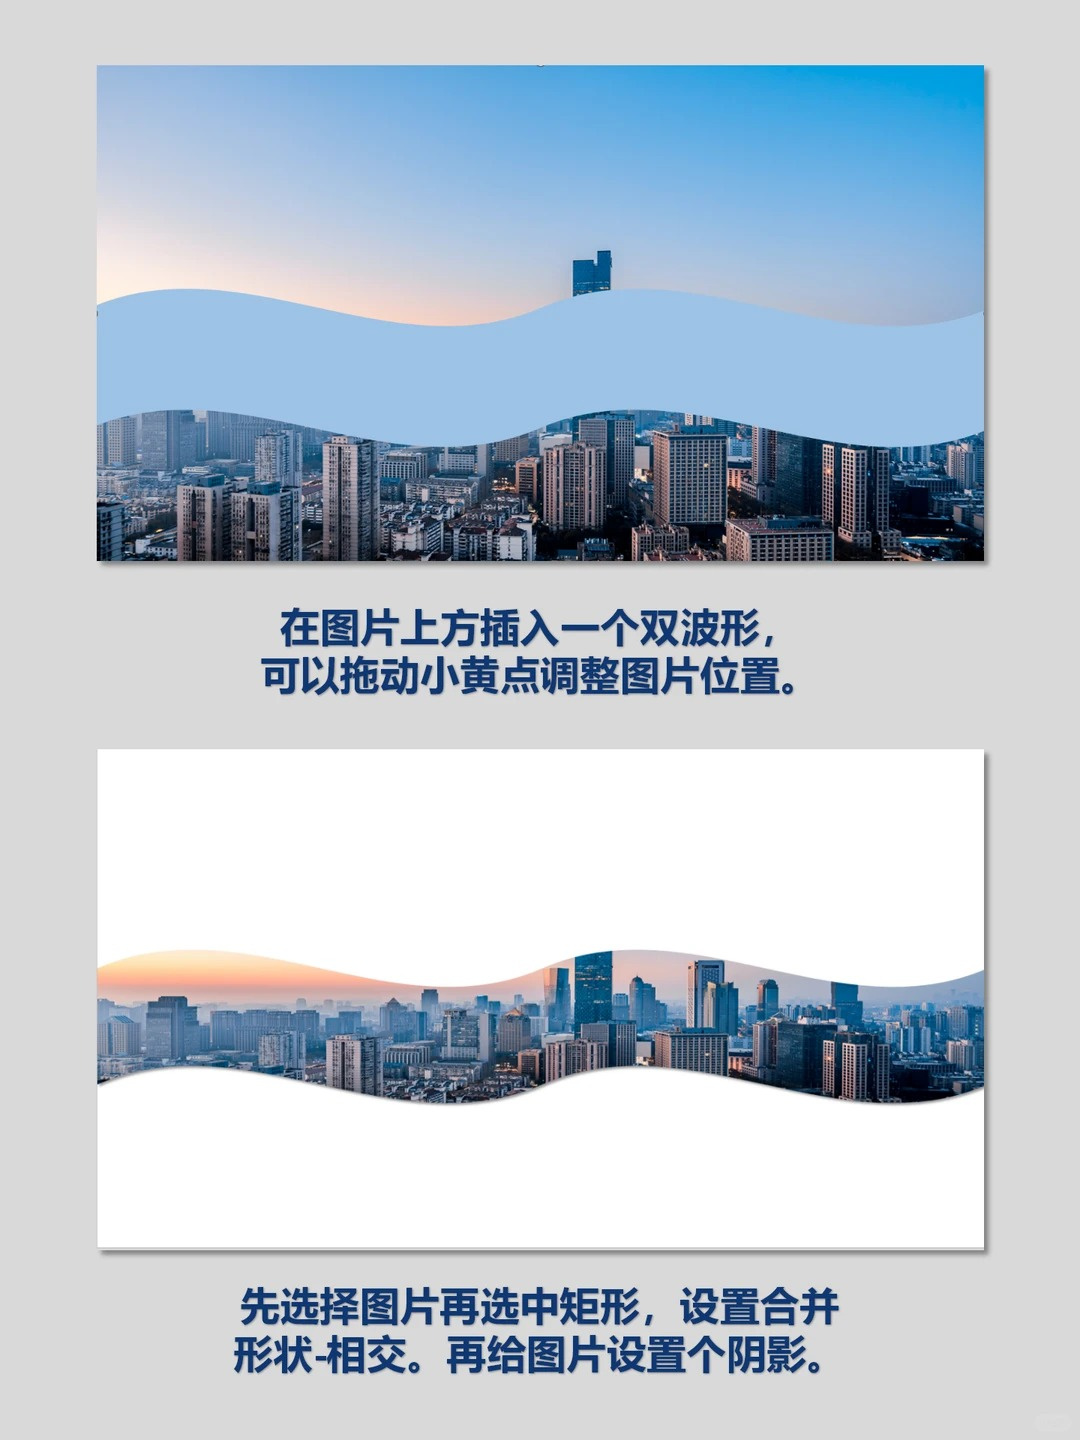 在图片上方插入一个双波形，
可以拖动小黄点调整图片位置。
先选择图片再选中矩形，设置合并
形状-相交。再给图片设置个阴影。